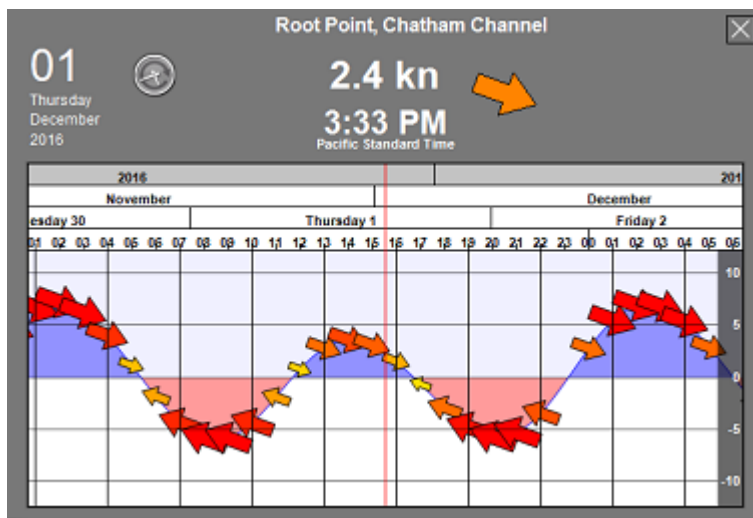 Root Point, Chatham Channel
01
Thursday
December
2016
2.4 kn
3:33 PM
Pacific Standard Time
2016 201
November December
esday 30 Thursday 1 Friday 2
01 02 03 04 05 06 07 08 09 10 11 12 13 14 15 16 17 18 19 20 21 22 23 00 01 02 03 04 05 06
10
5
0
-5
-10